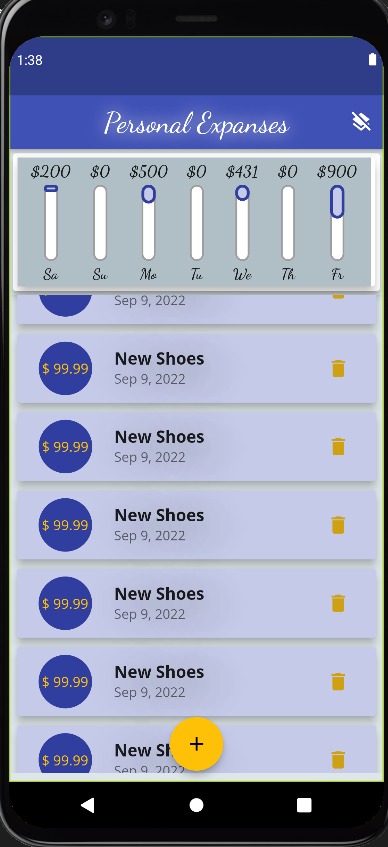 1:38
Personal Expanses
$200 $0 $500 $0 $431 $0 $900
Sa Su Mo Tu We Th Fr
Sep 9, 2022
$ 99.99 New Shoes
Sep 9, 2022
$ 99.99 New Shoes
Sep 9, 2022
$ 99.99 New Shoes
Sep 9, 2022
$ 99.99 New Shoes
Sep 9, 2022
$ 99.99 New Shoes
Sep 9, 2022
$ 99.99 New Sh
Sep 9, 2022
+